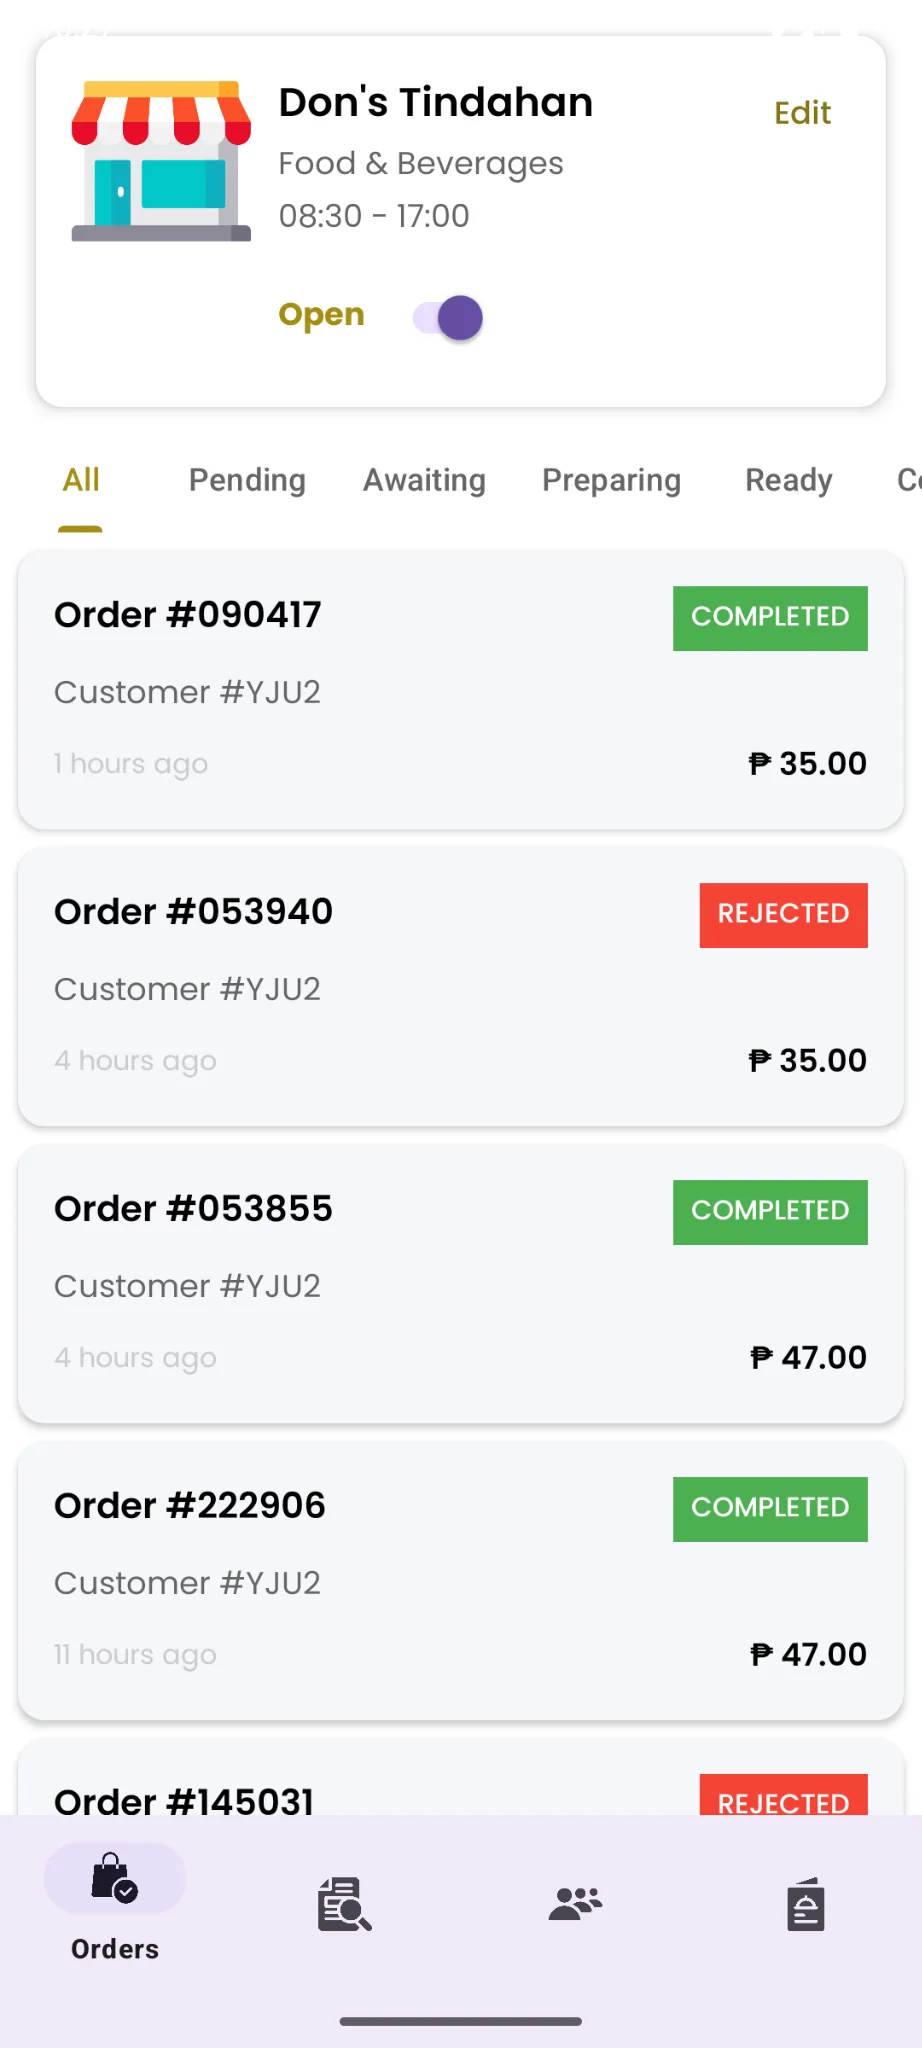 Don's Tindahan
Edit
Food & Beverages
08:30 - 17:00
Open
All Pending Awaiting Preparing Ready
Order #090417 COMPLETED
Customer #YJU2
1 hours ago ₱ 35.00
Order #053940 REJECTED
Customer #YJU2
4 hours ago ₱ 35.00
Order #053855 COMPLETED
Customer #YJU2
4 hours ago ₱ 47.00
Order #222906 COMPLETED
Customer #YJU2
11 hours ago ₱ 47.00
Order #145031 REJECTED
Orders